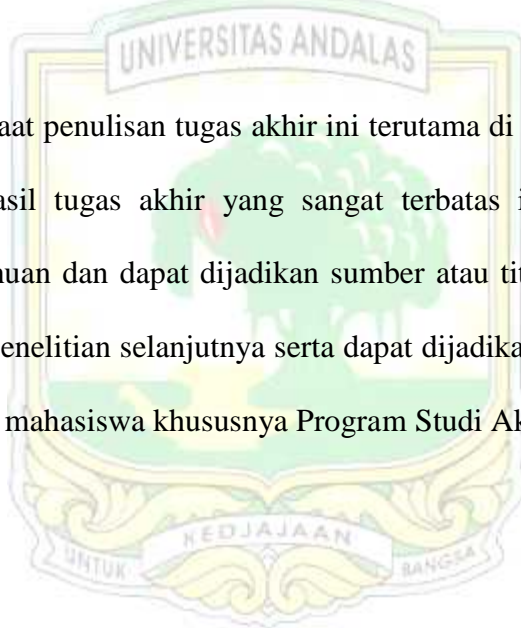 UNIVERSITAS ANDALAS
aat penulisan tugas akhir ini terutama di
asil tugas akhir yang sangat terbatas i
uan dan dapat dijadikan sumber atau tit
enelitian selanjutnya serta dapat dijadika
mahasiswa khususnya Program Studi Ak
KEDJAJAAN
UNTUK
BANGSA